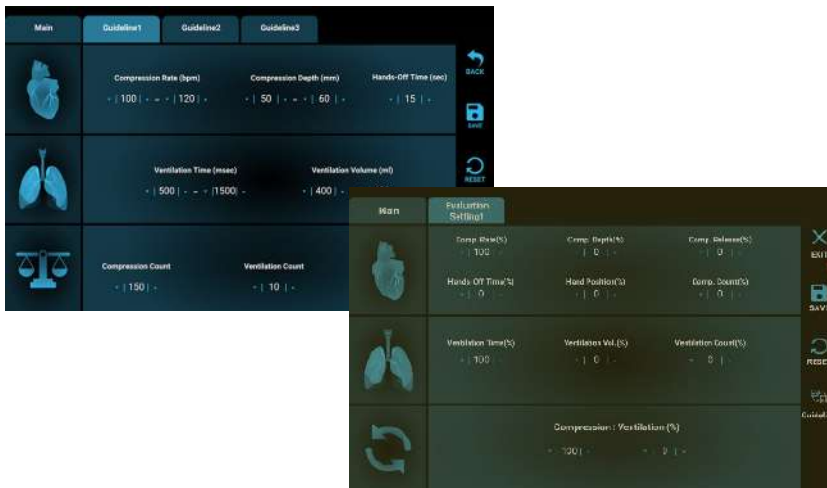 Main Guideline1 Guideline2 Guideline3
Compression Rate (bpm) Compression Depth (mm) Hands-Off Time (sec)
- | 100 | + – - | 120 | + - | 50 | + – - | 60 | + - | 15 | +
BACK
SAVE
Ventilation Time (msec) Ventilation Volume (ml)
- | 500 | + – - | 1500 | + - | 400 | +
RESET
Compression Count Ventilation Count
- | 150 | + - | 10 | +
Main Evaluation
Setting1
Comp. Rate(%) Comp. Depth(%) Comp. Release(%)
- | 100 | + - | 0 | + - | 0 | +
EXIT
Hands-Off Time(%) Hand Position(%) Comp. Count(%)
- | 0 | + - | 0 | + - | 0 | +
SAVE
Ventilation Time(%) Ventilation Vol.(%) Ventilation Count(%)
- | 100 | + - | 0 | + - | 0 | +
RESET
Compression : Ventilation (%)
- | 100 | + - | 0 | +